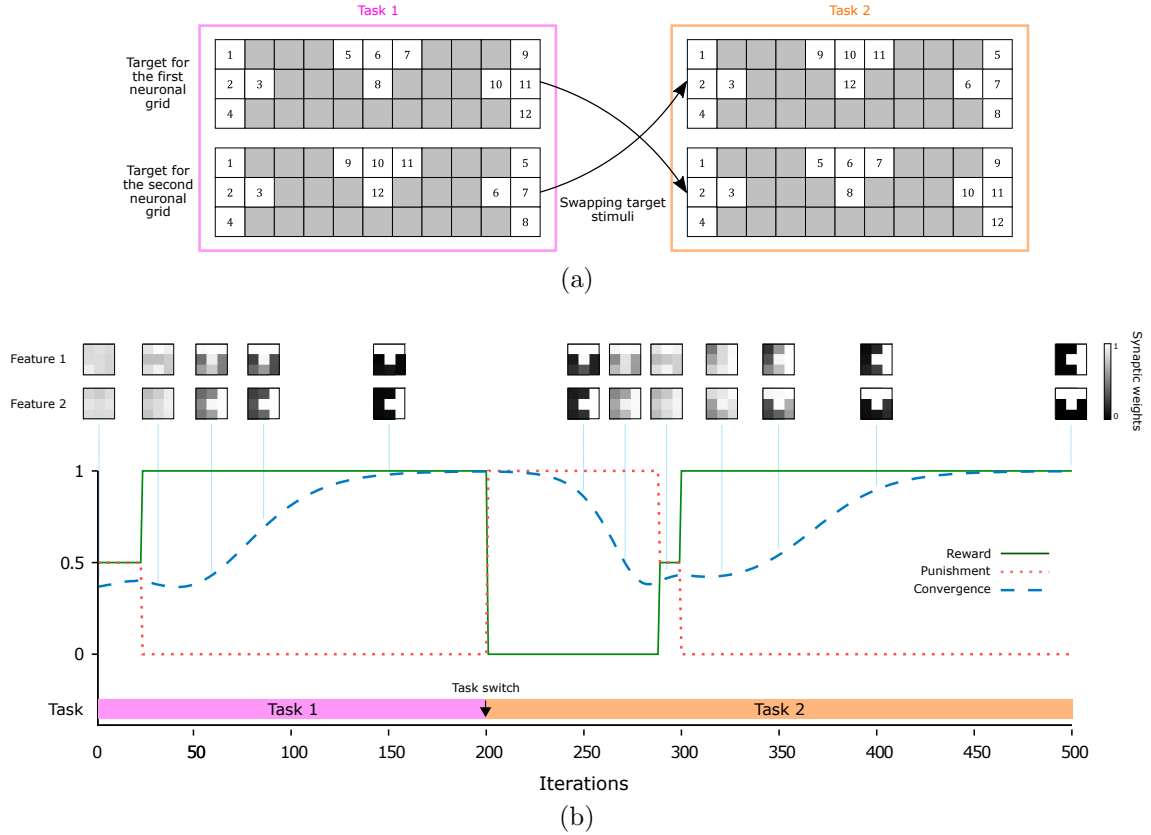 Task 1
Task 2
Target for
the first
neuronal
grid
1 5 6 7 9
2 3 8 10 11
4 12
1 9 10 11 5
2 3 12 6 7
4 8
Target for
the second
neuronal
grid
1 9 10 11 5
2 3 12 6 7
4 8
1 5 6 7 9
2 3 8 10 11
4 12
Swapping target
stimuli
(a)
Feature 1
Feature 2
1
0
Synaptic weights
1
0.5
0
Reward
Punishment
Convergence
Task switch
Task
Task 1
Task 2
0 50 100 150 200 250 300 350 400 450 500
Iterations
(b)